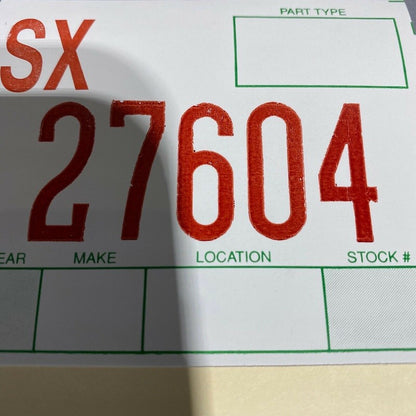 PART TYPE
SX
27604
EAR MAKE LOCATION STOCK #